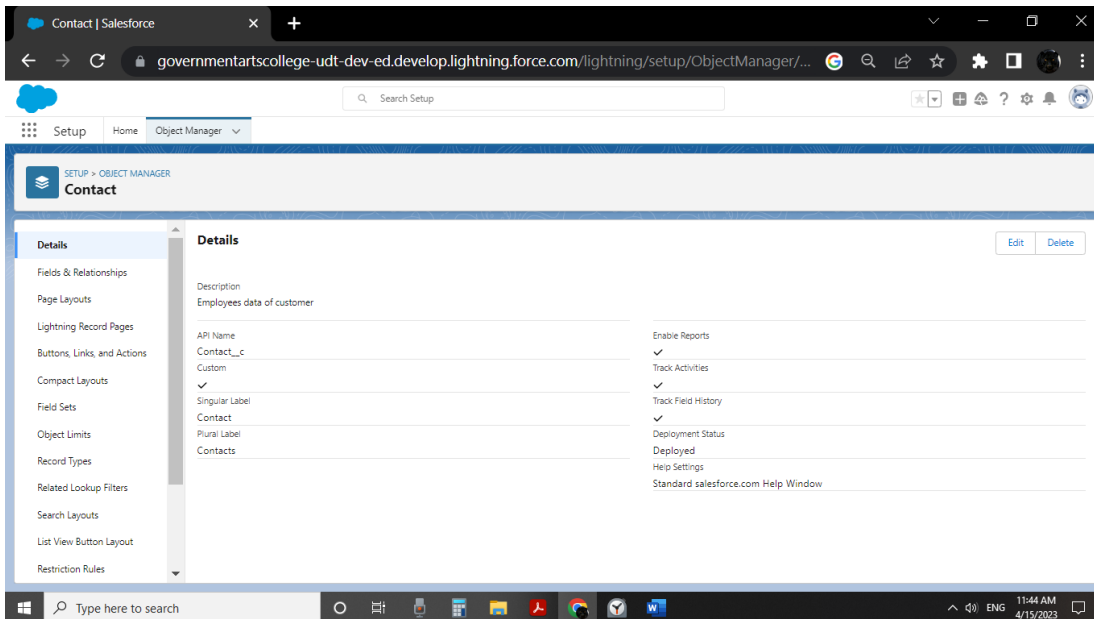 Contact | Salesforce
governmentartscollege-udt-dev-ed.develop.lightning.force.com/lightning/setup/ObjectManager/...
Search Setup
Setup
Home
Object Manager
SETUP > OBJECT MANAGER
Contact
Details
Fields & Relationships
Page Layouts
Lightning Record Pages
Buttons, Links, and Actions
Compact Layouts
Field Sets
Object Limits
Record Types
Related Lookup Filters
Search Layouts
List View Button Layout
Restriction Rules
Details
Edit
Delete
Description
Employees data of customer
API Name
Contact__c
Custom
Singular Label
Contact
Plural Label
Contacts
Enable Reports
Track Activities
Track Field History
Deployment Status
Deployed
Help Settings
Standard salesforce.com Help Window
Type here to search
ENG
11:44 AM
4/15/2023